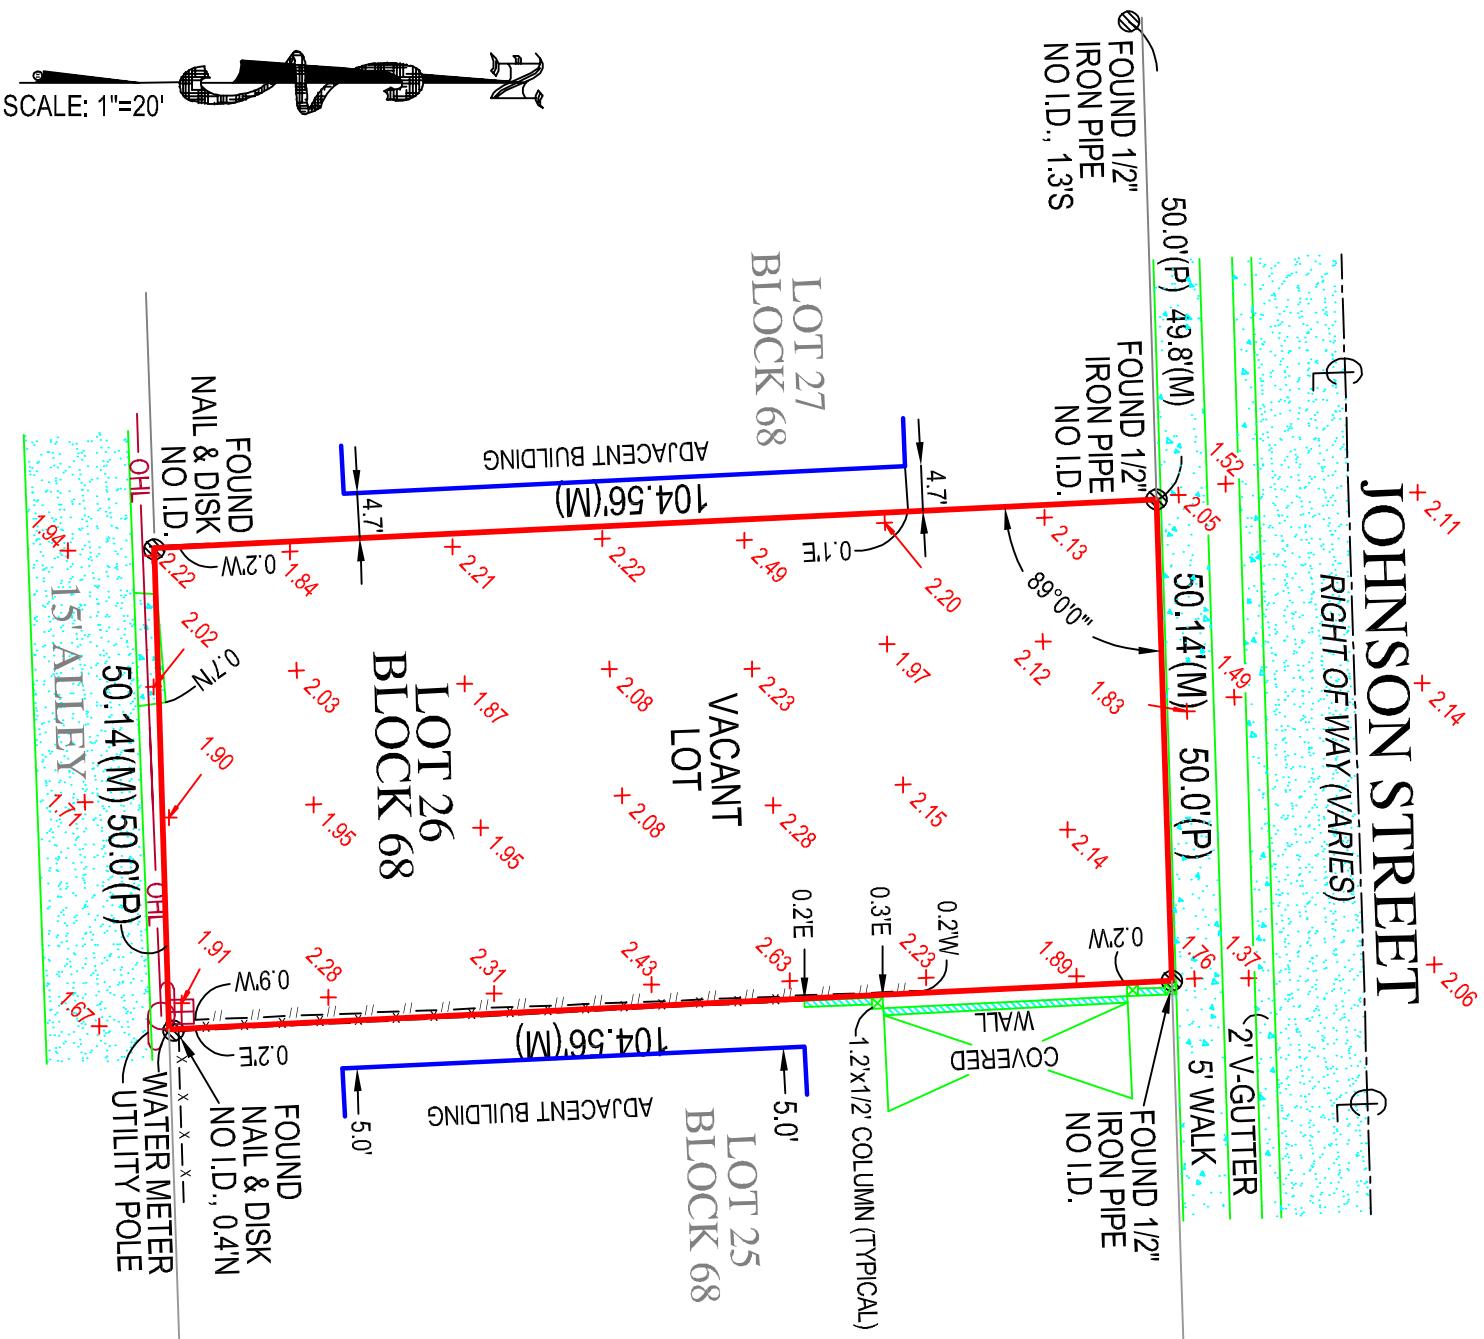 N
SCALE: 1"=20'
FOUND 1/2"
IRON PIPE
NO I.D., 1.3'S
50.0'(P) 49.8'(M)
FOUND 1/2"
IRON PIPE
NO I.D.
JOHNSON STREET
RIGHT OF WAY (VARIES)
2.11
2.14
2.06
1.52
2.05
1.49
1.83
1.37
1.76
50.14'(M) 50.0'(P)
2' V-GUTTER
5' WALK
FOUND 1/2"
IRON PIPE
NO I.D.
LOT 27
BLOCK 68
ADJACENT BUILDING
104.56'(M)
4.7'
4.7'
0.1'E
2.13
2.20
2.49
2.22
2.21
1.84
2.22
0.2'W
FOUND
NAIL & DISK
NO I.D.
OHL
2.12
1.97
2.23
2.08
1.87
2.03
2.02
0.7'N
VACANT
LOT
LOT 26
BLOCK 68
2.14
2.15
2.28
2.08
1.95
1.95
1.90
0.2'W
0.2'W
0.3'E
0.2'E
1.89
2.23
2.63
2.43
2.31
2.28
1.91
0.9'W
0.2'E
WALL
COVERED
1.2'x1/2' COLUMN (TYPICAL)
104.56'(M)
ADJACENT BUILDING
5.0'
5.0'
LOT 25
BLOCK 68
FOUND
NAIL & DISK
NO I.D., 0.4'N
WATER METER
UTILITY POLE
OHL
50.14'(M) 50.0'(P)
15' ALLEY
1.94
1.71
1.67